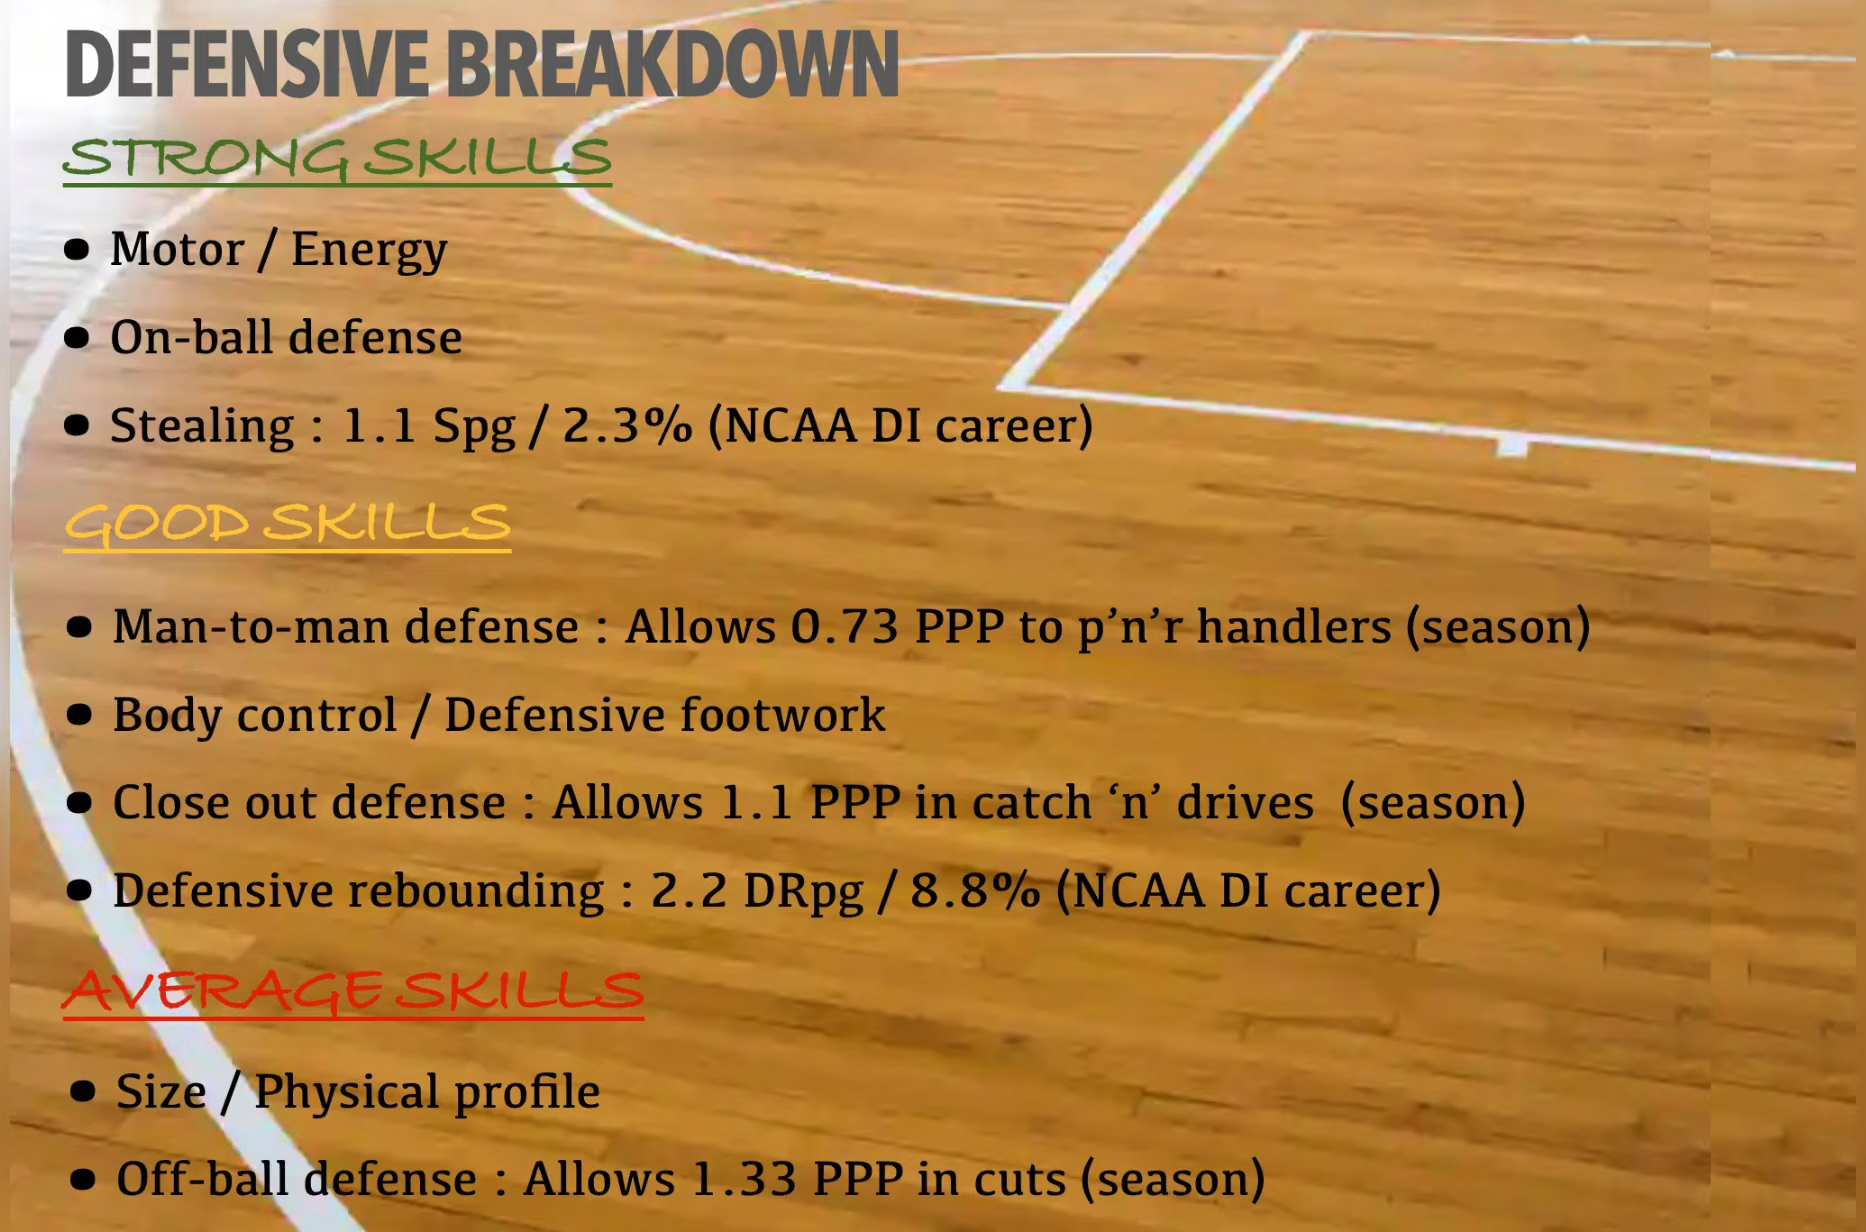 DEFENSIVE BREAKDOWN
STRONG SKILLS
• Motor / Energy
• On-ball defense
• Stealing : 1.1 Spg / 2.3% (NCAA DI career)
GOOD SKILLS
• Man-to-man defense : Allows 0.73 PPP to p’n’r handlers (season)
• Body control / Defensive footwork
• Close out defense : Allows 1.1 PPP in catch ‘n’ drives (season)
• Defensive rebounding : 2.2 DRpg / 8.8% (NCAA DI career)
AVERAGE SKILLS
• Size / Physical profile
• Off-ball defense : Allows 1.33 PPP in cuts (season)